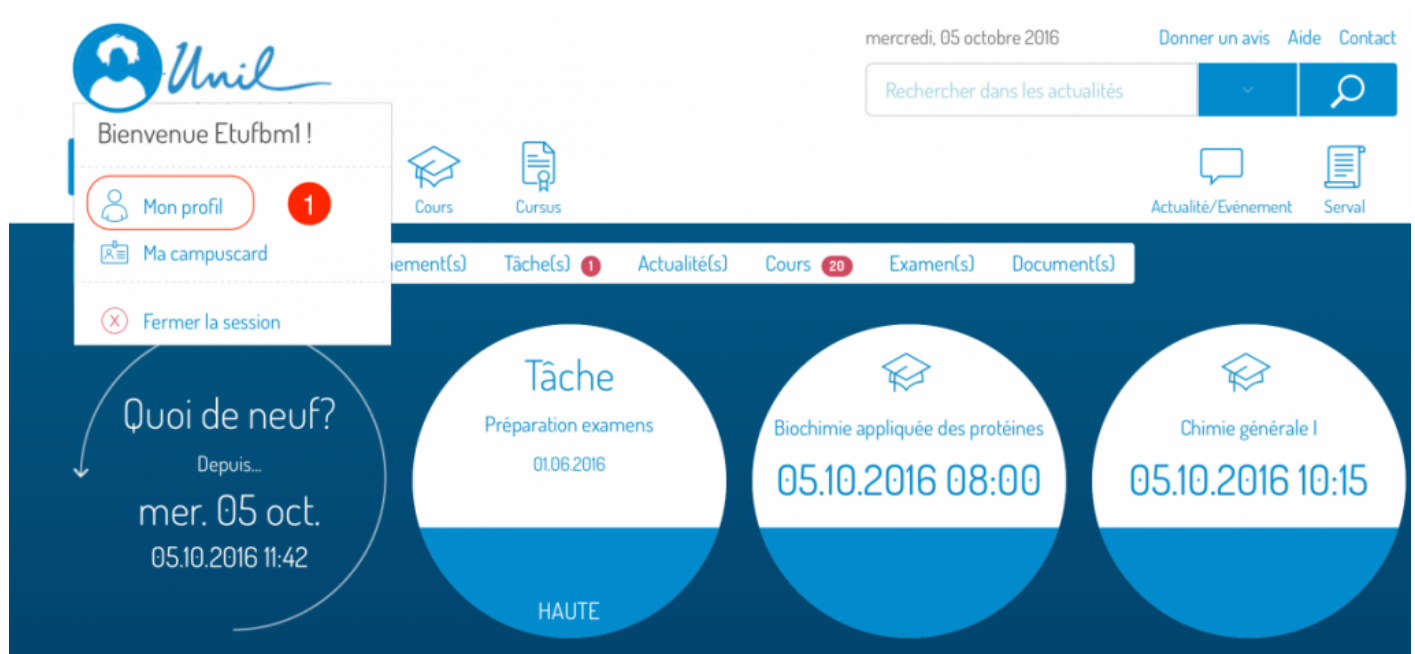 Unil
mercredi, 05 octobre 2016
Donner un avis Aide Contact
Rechercher dans les actualités
Bienvenue Etufbm1 !
Mon profil
1
Ma campuscard
Fermer la session
Cours
Cursus
Actualité/Evénement
Serval
ement(s) Tâche(s) 1 Actualité(s) Cours 20 Examen(s) Document(s)
Quoi de neuf?
Depuis...
mer. 05 oct.
05.10.2016 11:42
Tâche
Préparation examens
01.06.2016
HAUTE
Biochimie appliquée des protéines
05.10.2016 08:00
Chimie générale I
05.10.2016 10:15